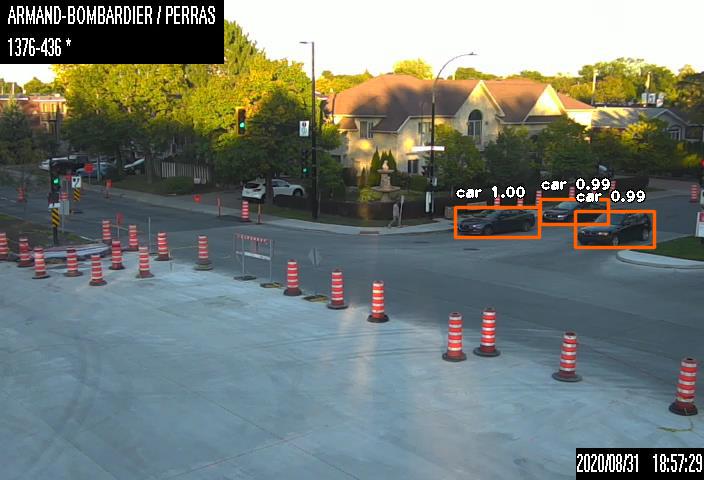 ARMAND-BOMBARDIER / PERRAS
1376-436 *
car 1.00
car 0.99
car 0.99
2020/08/31 18:57:29